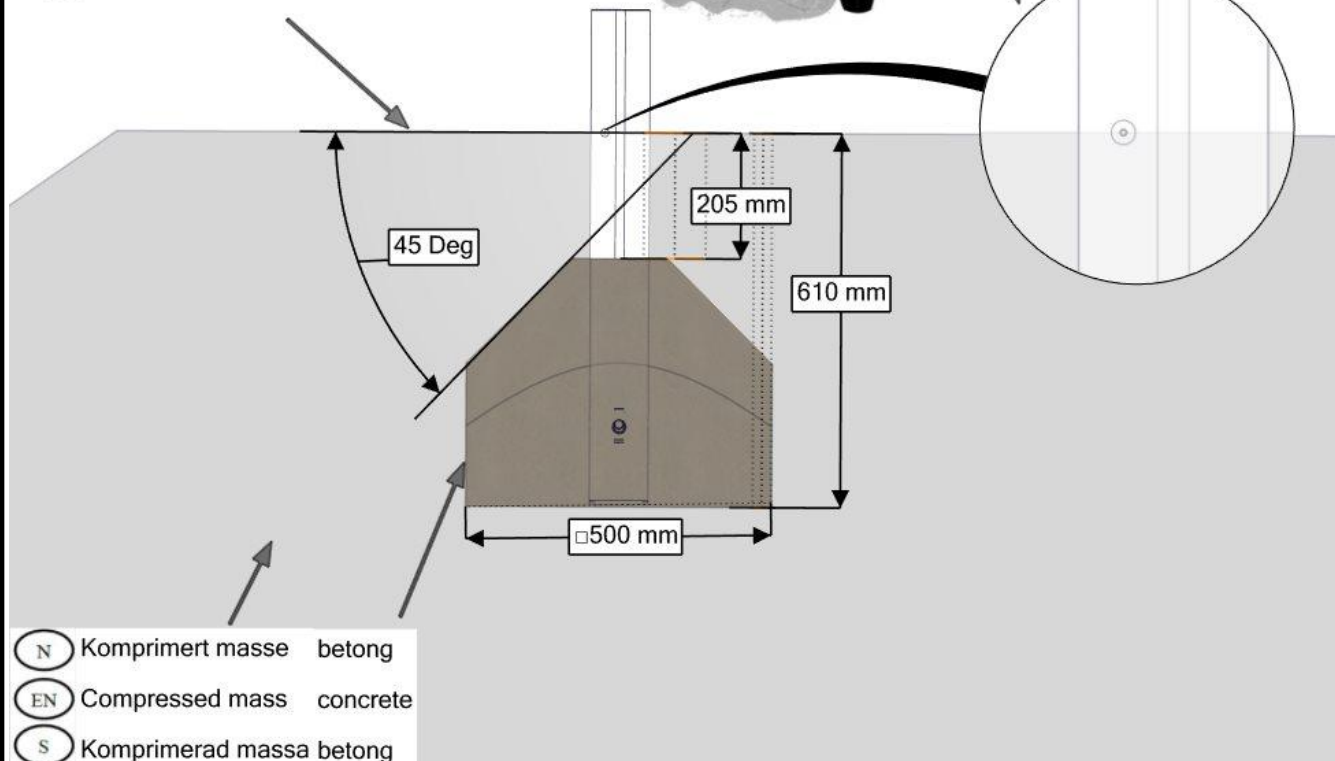 205 mm
45 Deg
610 mm
□500 mm
N Komprimert masse betong
EN Compressed mass concrete
S Komprimerad massa betong